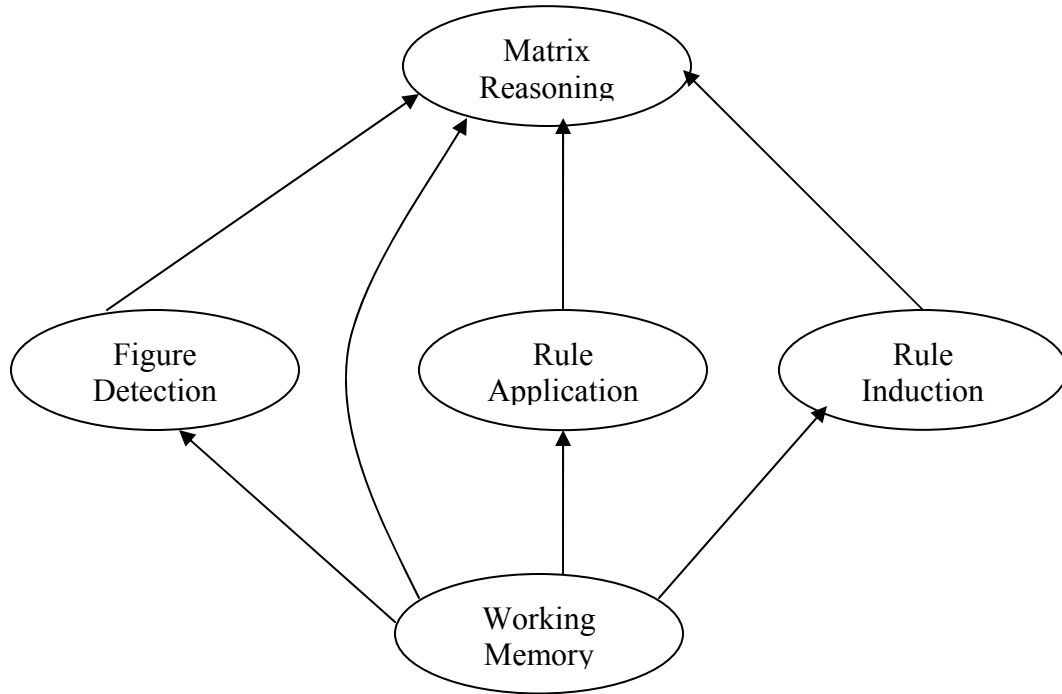 Matrix
Reasoning
Figure
Detection
Rule
Application
Rule
Induction
Working
Memory